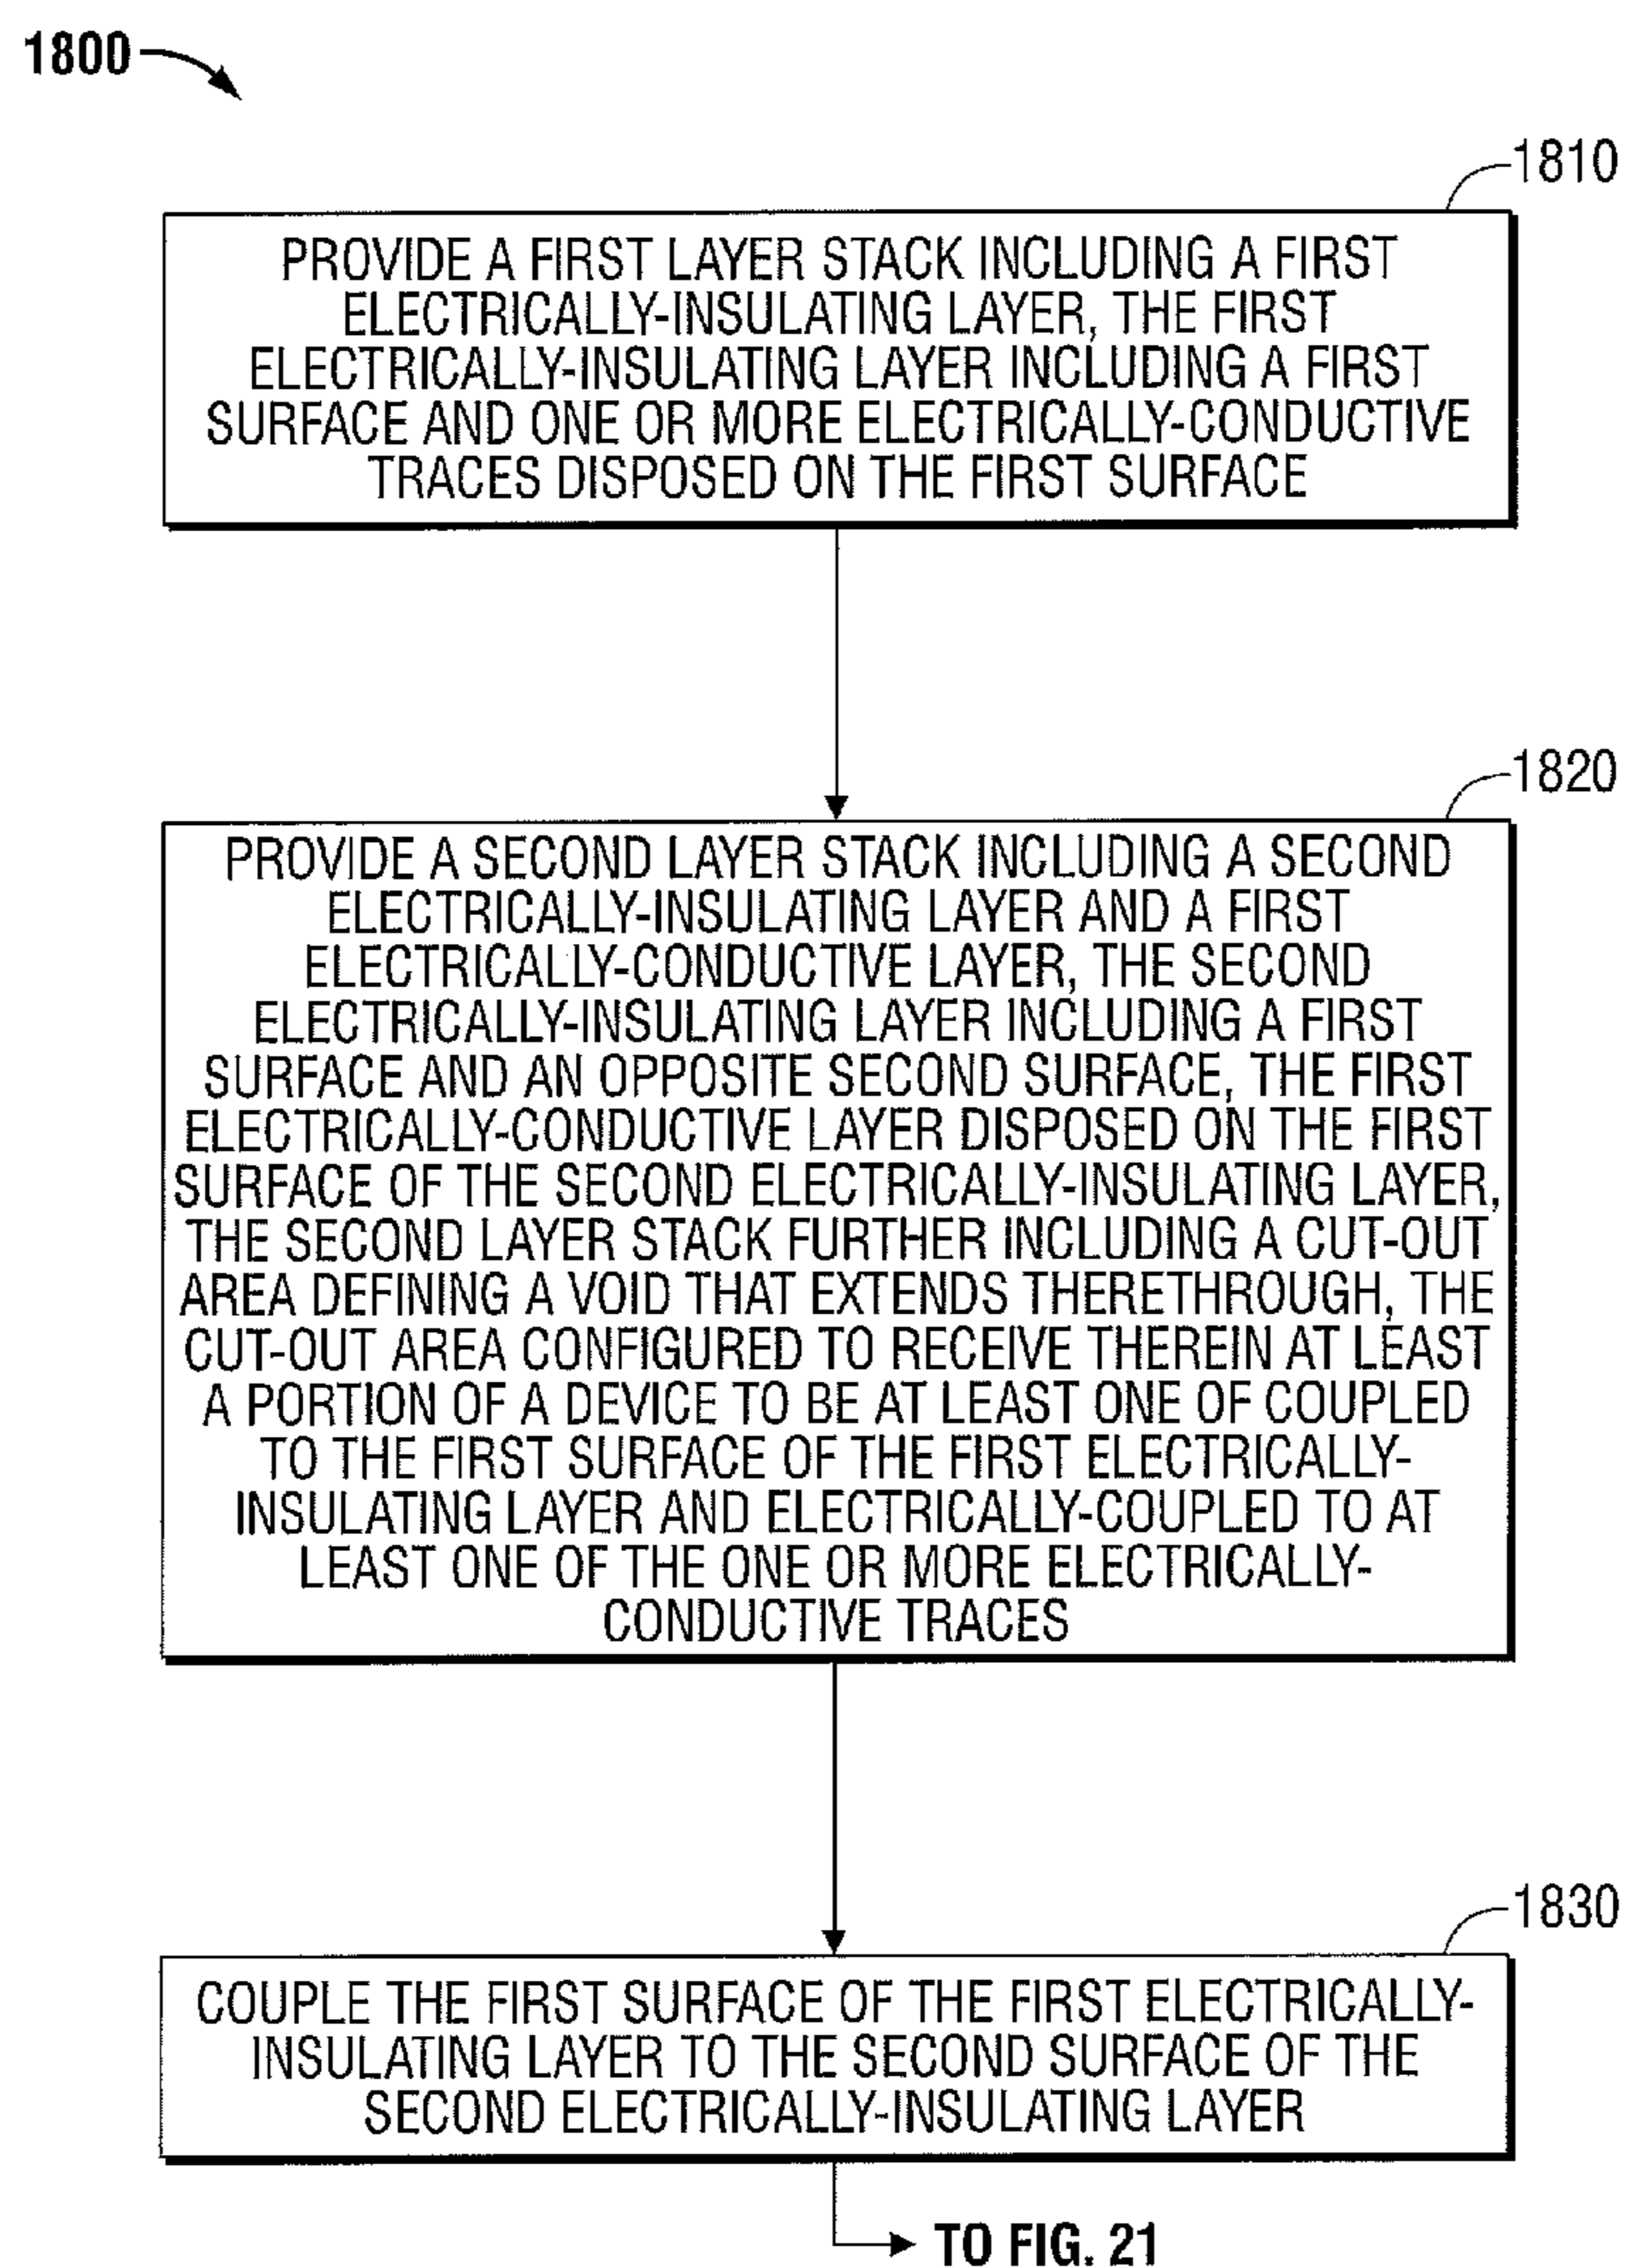 1800
1810
PROVIDE A FIRST LAYER STACK INCLUDING A FIRST
ELECTRICALLY-INSULATING LAYER, THE FIRST
ELECTRICALLY-INSULATING LAYER INCLUDING A FIRST
SURFACE AND ONE OR MORE ELECTRICALLY-CONDUCTIVE
TRACES DISPOSED ON THE FIRST SURFACE
1820
PROVIDE A SECOND LAYER STACK INCLUDING A SECOND
ELECTRICALLY-INSULATING LAYER AND A FIRST
ELECTRICALLY-CONDUCTIVE LAYER, THE SECOND
ELECTRICALLY-INSULATING LAYER INCLUDING A FIRST
SURFACE AND AN OPPOSITE SECOND SURFACE, THE FIRST
ELECTRICALLY-CONDUCTIVE LAYER DISPOSED ON THE FIRST
SURFACE OF THE SECOND ELECTRICALLY-INSULATING LAYER,
THE SECOND LAYER STACK FURTHER INCLUDING A CUT-OUT
AREA DEFINING A VOID THAT EXTENDS THERETHROUGH, THE
CUT-OUT AREA CONFIGURED TO RECEIVE THEREIN AT LEAST
A PORTION OF A DEVICE TO BE AT LEAST ONE OF COUPLED
TO THE FIRST SURFACE OF THE FIRST ELECTRICALLY-
INSULATING LAYER AND ELECTRICALLY-COUPLED TO AT
LEAST ONE OF THE ONE OR MORE ELECTRICALLY-
CONDUCTIVE TRACES
1830
COUPLE THE FIRST SURFACE OF THE FIRST ELECTRICALLY-
INSULATING LAYER TO THE SECOND SURFACE OF THE
SECOND ELECTRICALLY-INSULATING LAYER
TO FIG. 21